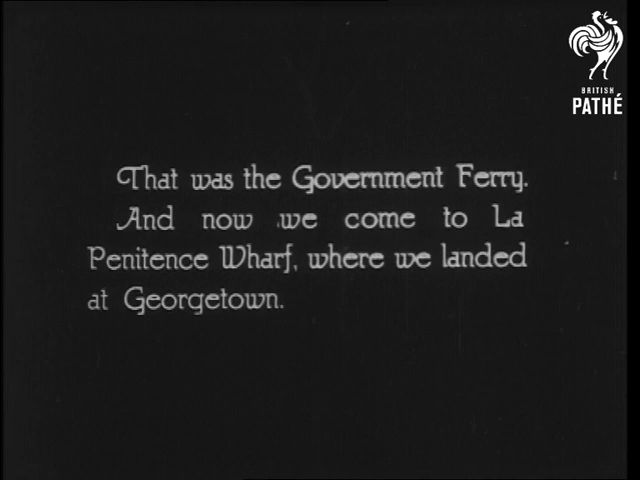 BRITISH
PATHÉ
That was the Government Ferry.
And now we come to La
Penitence Wharf, where we landed
at Georgetown.